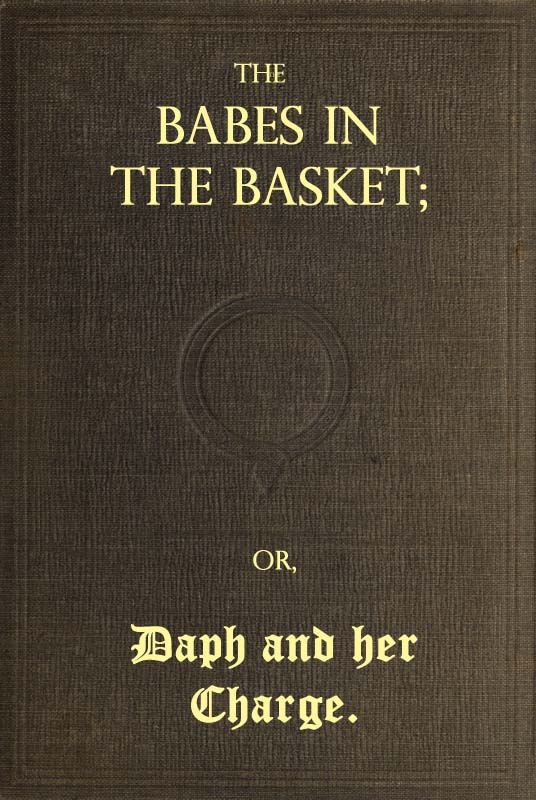 THE
BABES IN
THE BASKET;
OR,
Daph and her
Charge.